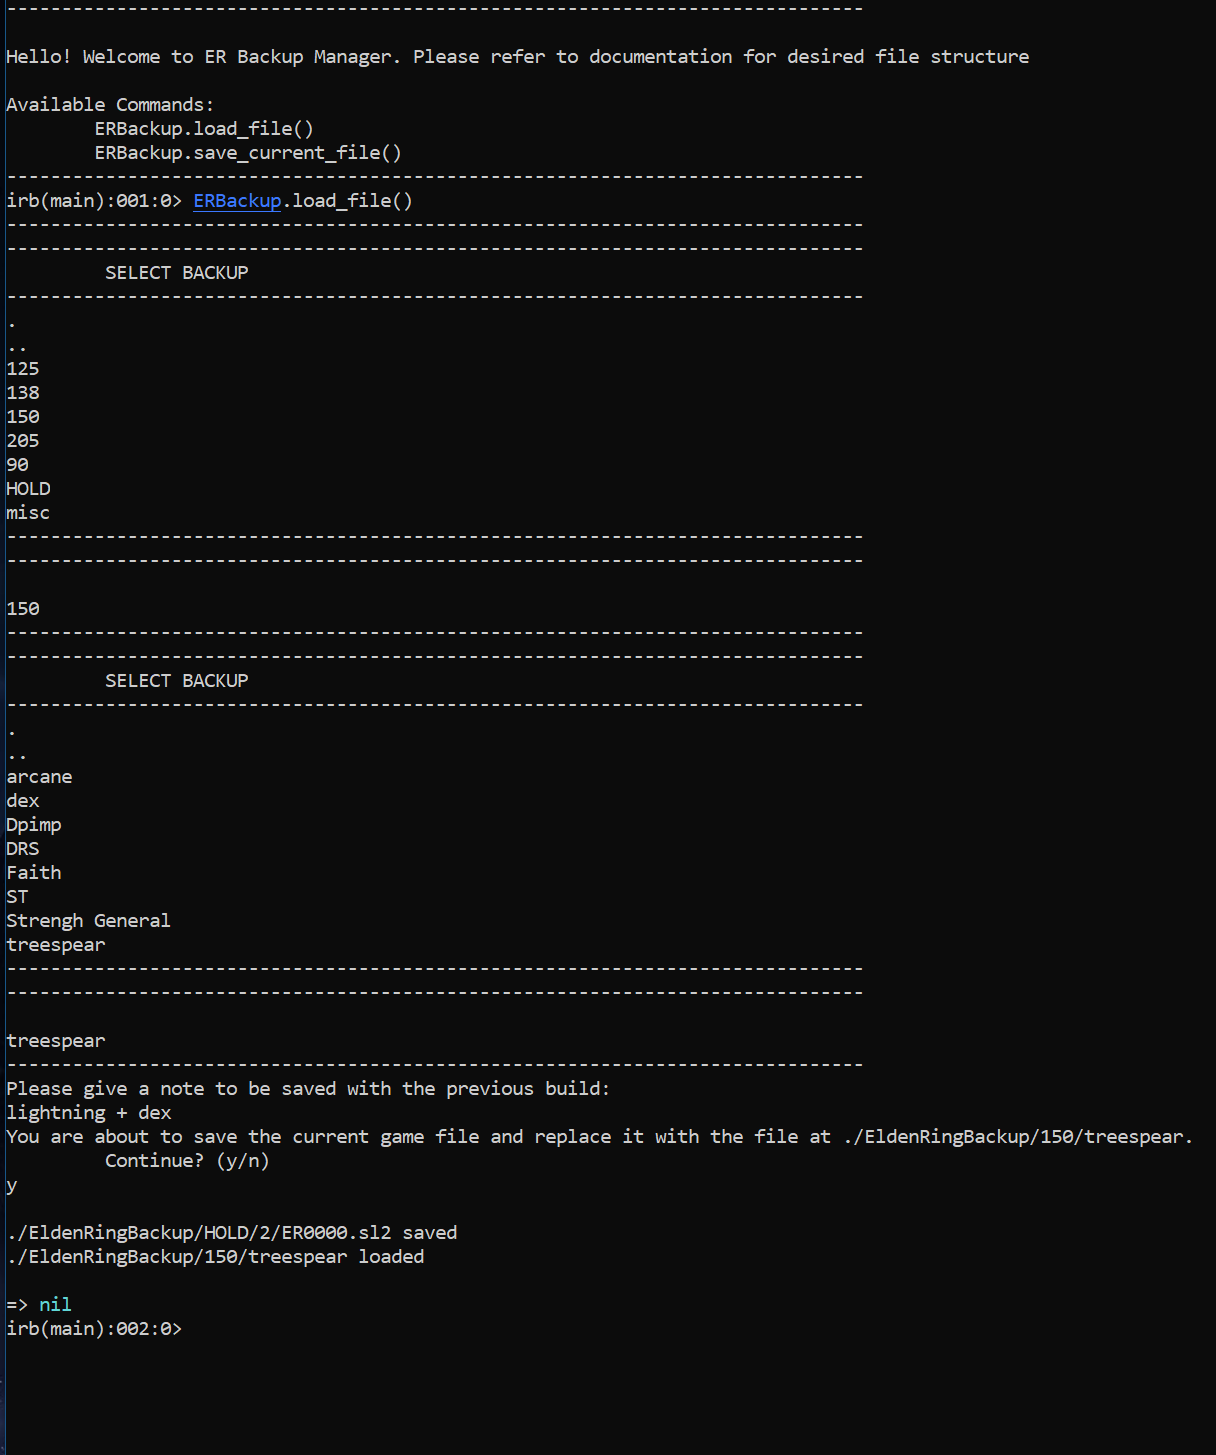 ------------------------------------------------------------------------------
Hello! Welcome to ER Backup Manager. Please refer to documentation for desired file structure
Available Commands:
ERBackup.load_file()
ERBackup.save_current_file()
------------------------------------------------------------------------------
irb(main):001:0> ERBackup.load_file()
------------------------------------------------------------------------------
------------------------------------------------------------------------------
SELECT BACKUP
------------------------------------------------------------------------------
.
..
125
138
150
205
90
HOLD
misc
------------------------------------------------------------------------------
------------------------------------------------------------------------------
150
------------------------------------------------------------------------------
------------------------------------------------------------------------------
SELECT BACKUP
------------------------------------------------------------------------------
.
..
arcane
dex
Dpimp
DRS
Faith
ST
Strengh General
treespear
------------------------------------------------------------------------------
------------------------------------------------------------------------------
treespear
------------------------------------------------------------------------------
Please give a note to be saved with the previous build:
lightning + dex
You are about to save the current game file and replace it with the file at ./EldenRingBackup/150/treespear.
Continue? (y/n)
y
./EldenRingBackup/HOLD/2/ER0000.sl2 saved
./EldenRingBackup/150/treespear loaded
=> nil
irb(main):002:0>